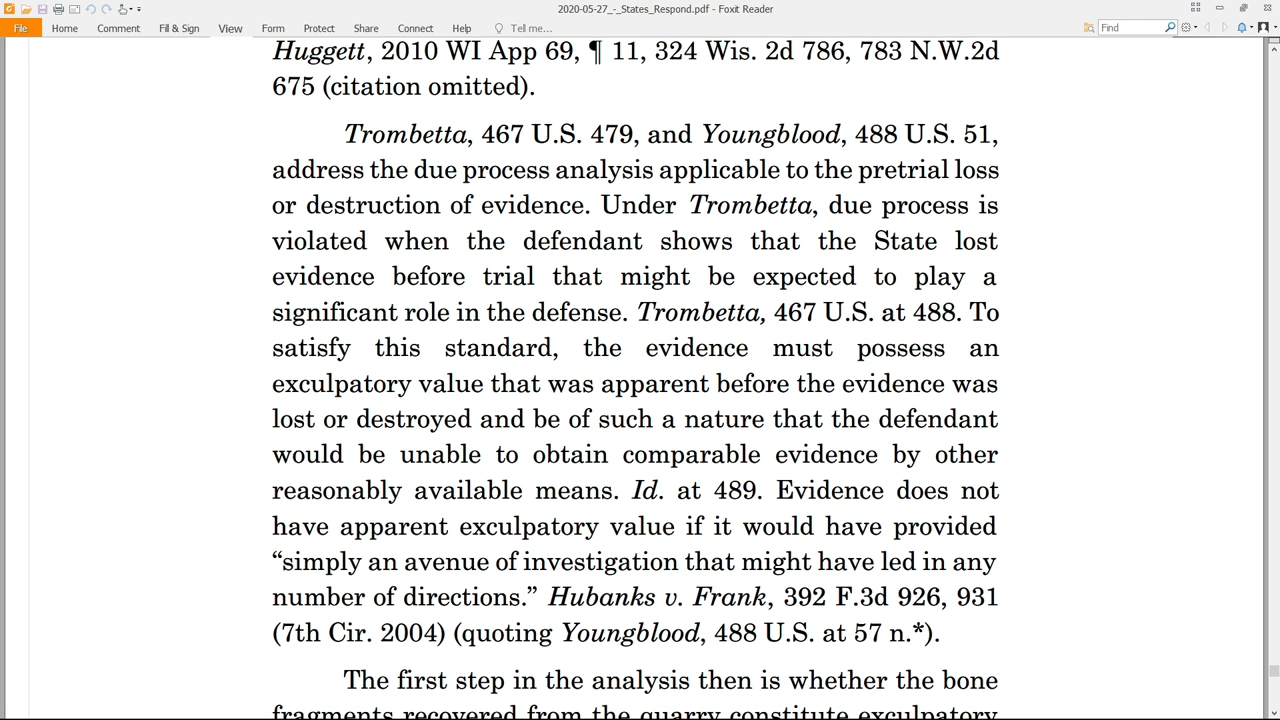 2020-05-27_-_States_Respond.pdf - Foxit Reader
File Home Comment Fill & Sign View Form Protect Share Connect Help Tell me... Find
Huggett, 2010 WI App 69, ¶ 11, 324 Wis. 2d 786, 783 N.W.2d
675 (citation omitted).
Trombetta, 467 U.S. 479, and Youngblood, 488 U.S. 51,
address the due process analysis applicable to the pretrial loss
or destruction of evidence. Under Trombetta, due process is
violated when the defendant shows that the State lost
evidence before trial that might be expected to play a
significant role in the defense. Trombetta, 467 U.S. at 488. To
satisfy this standard, the evidence must possess an
exculpatory value that was apparent before the evidence was
lost or destroyed and be of such a nature that the defendant
would be unable to obtain comparable evidence by other
reasonably available means. Id. at 489. Evidence does not
have apparent exculpatory value if it would have provided
“simply an avenue of investigation that might have led in any
number of directions.” Hubanks v. Frank, 392 F.3d 926, 931
(7th Cir. 2004) (quoting Youngblood, 488 U.S. at 57 n.*).
The first step in the analysis then is whether the bone
fragments recovered from the quarry constitute exculpatory